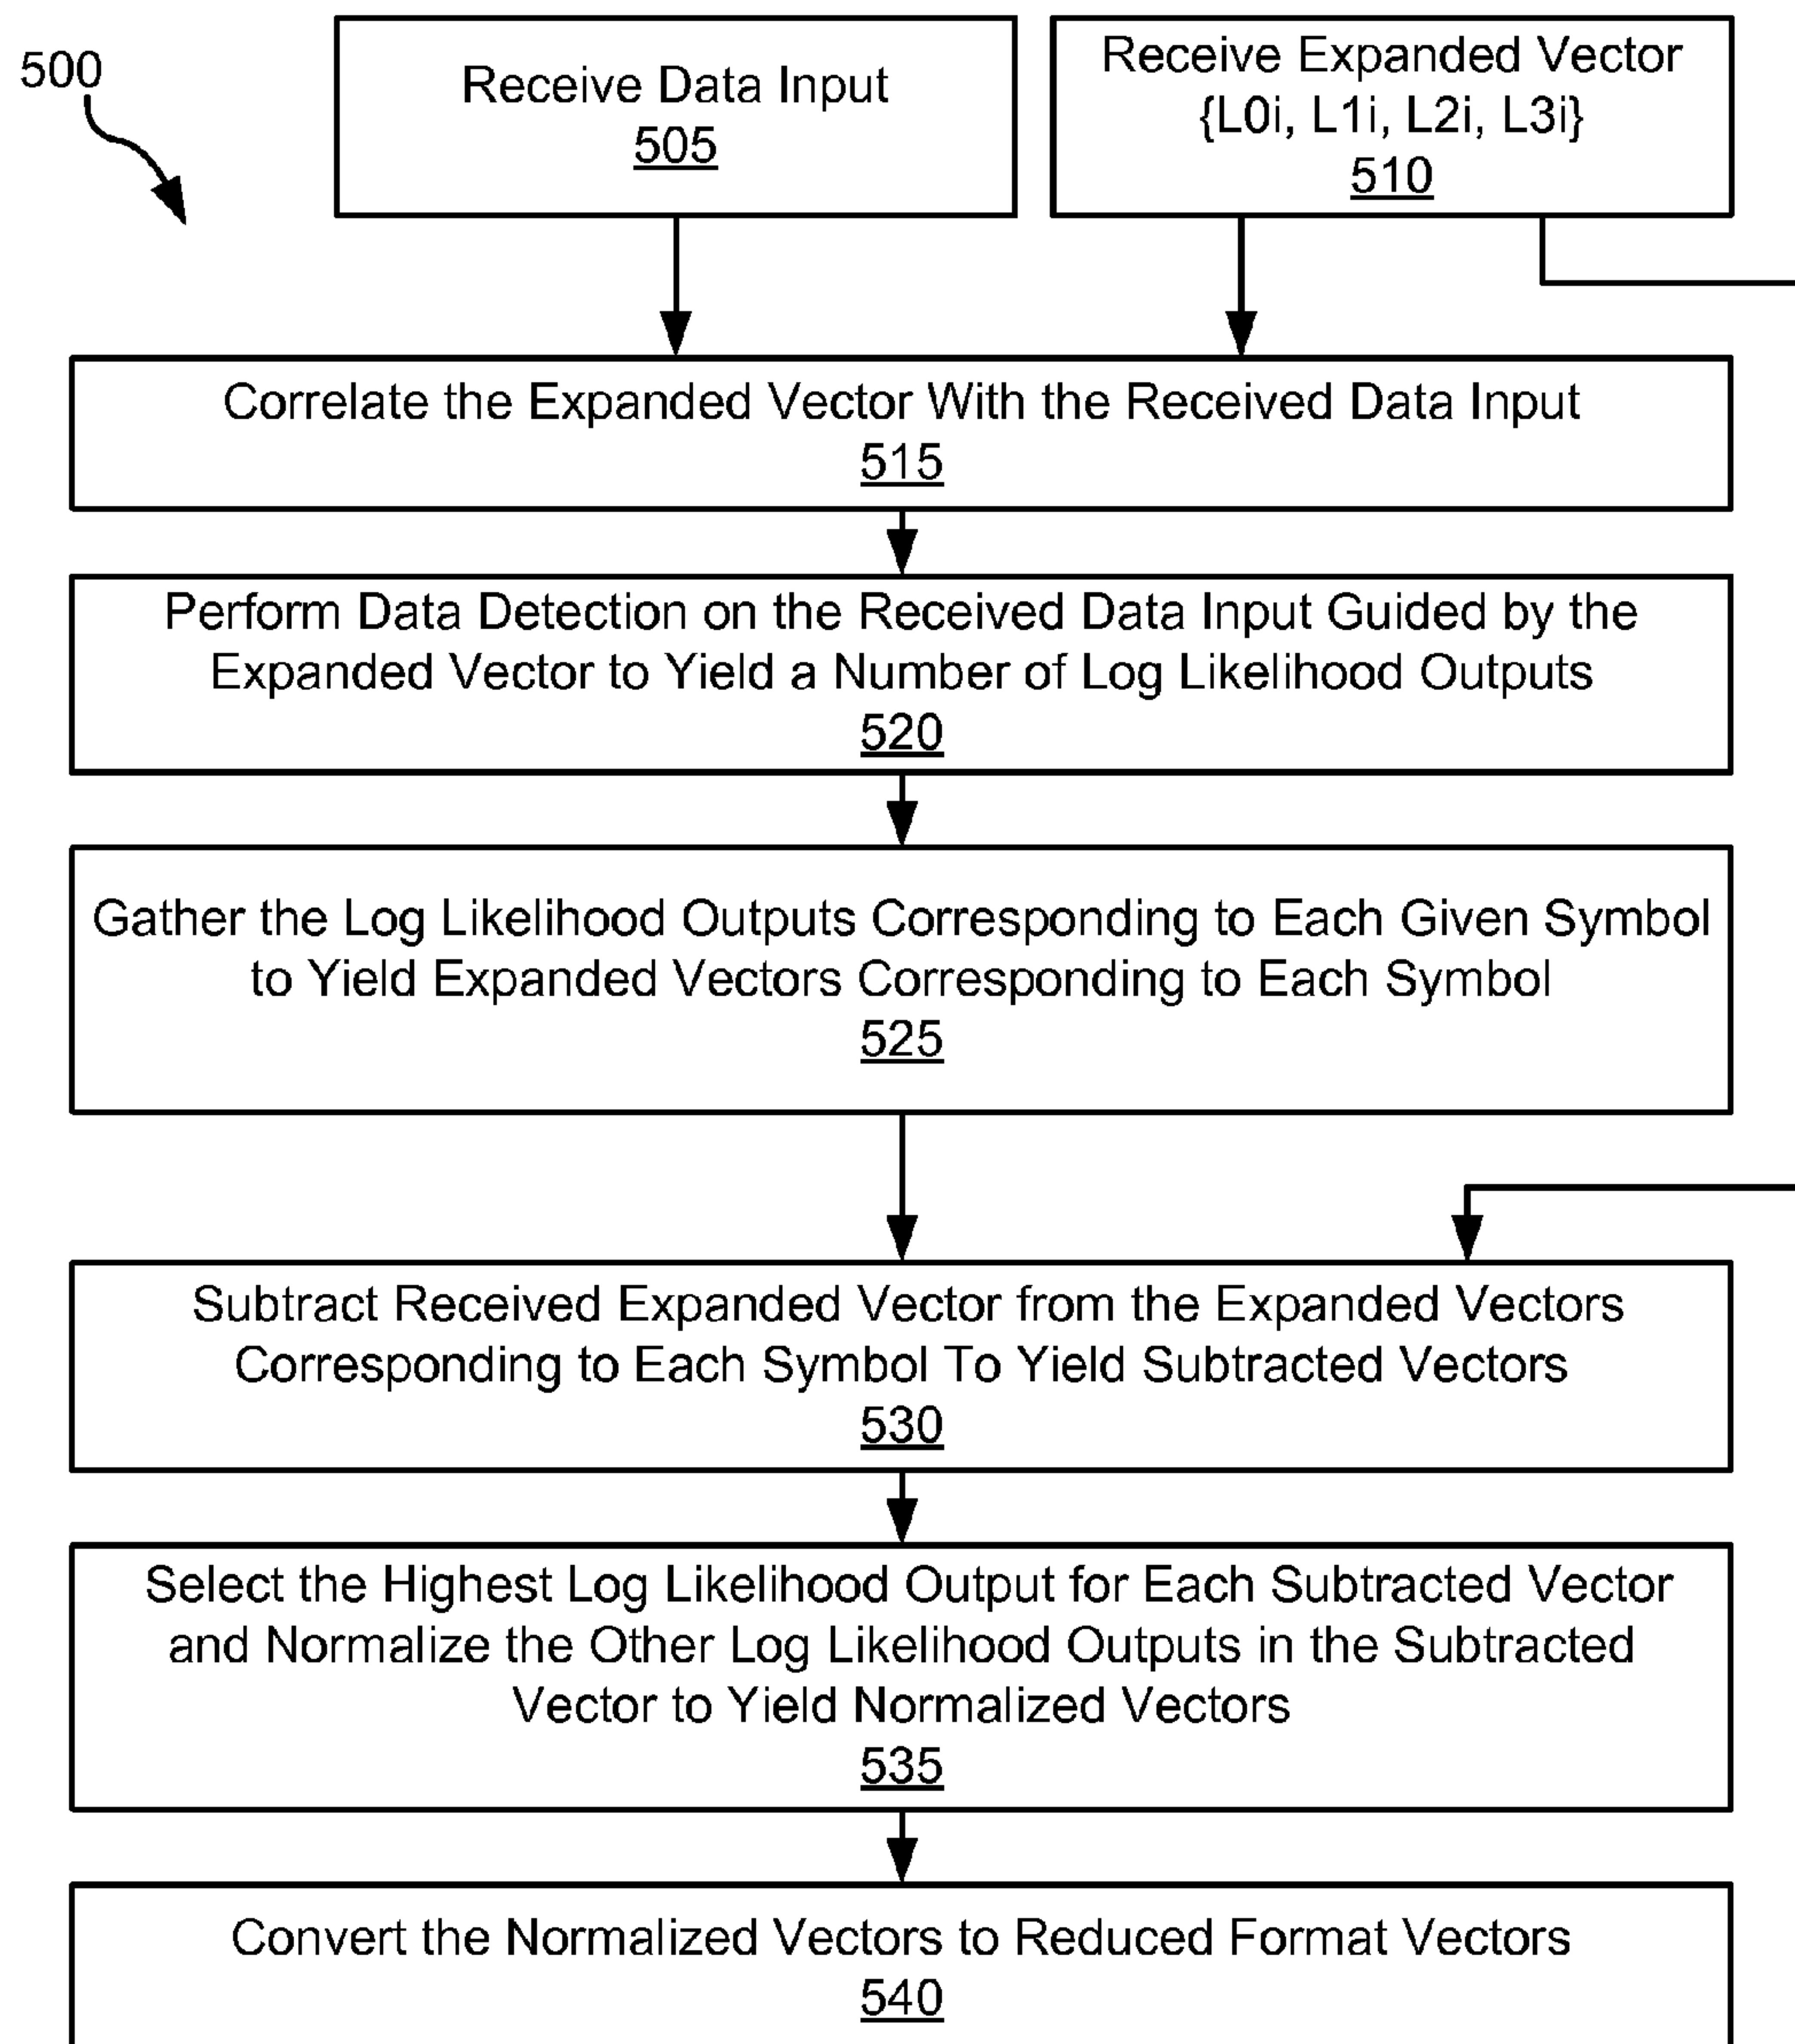 500
Receive Data Input
505
Receive Expanded Vector
{L0i, L1i, L2i, L3i}
510
Correlate the Expanded Vector With the Received Data Input
515
Perform Data Detection on the Received Data Input Guided by the
Expanded Vector to Yield a Number of Log Likelihood Outputs
520
Gather the Log Likelihood Outputs Corresponding to Each Given Symbol
to Yield Expanded Vectors Corresponding to Each Symbol
525
Subtract Received Expanded Vector from the Expanded Vectors
Corresponding to Each Symbol To Yield Subtracted Vectors
530
Select the Highest Log Likelihood Output for Each Subtracted Vector
and Normalize the Other Log Likelihood Outputs in the Subtracted
Vector to Yield Normalized Vectors
535
Convert the Normalized Vectors to Reduced Format Vectors
540